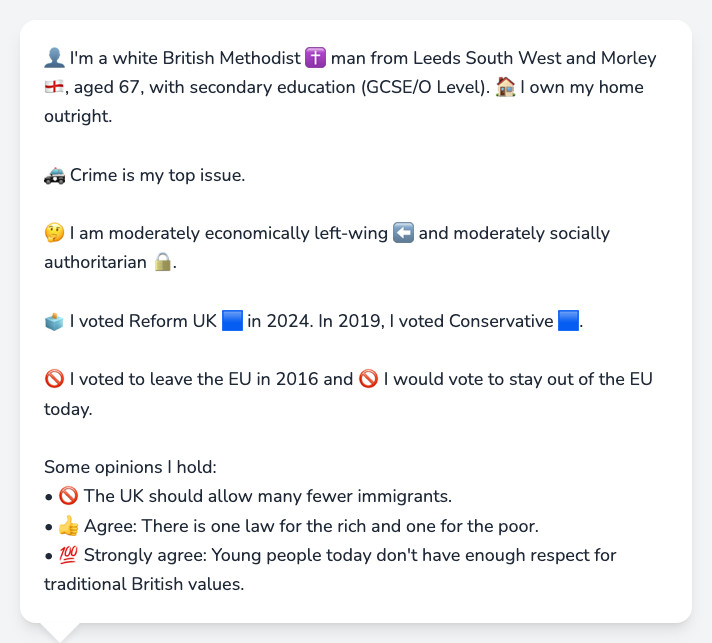 👤 I'm a white British Methodist ✝️ man from Leeds South West and Morley
🏴󠁧󠁢󠁥󠁮󠁧󠁿, aged 67, with secondary education (GCSE/O Level). 🏠 I own my home
outright.
🚓 Crime is my top issue.
🤔 I am moderately economically left-wing ⬅️ and moderately socially
authoritarian 🔒.
🗳️ I voted Reform UK 🟦 in 2024. In 2019, I voted Conservative 🟦.
🚫 I voted to leave the EU in 2016 and 🚫 I would vote to stay out of the EU
today.
Some opinions I hold:
• 🚫 The UK should allow many fewer immigrants.
• 👍 Agree: There is one law for the rich and one for the poor.
• 💯 Strongly agree: Young people today don't have enough respect for
traditional British values.